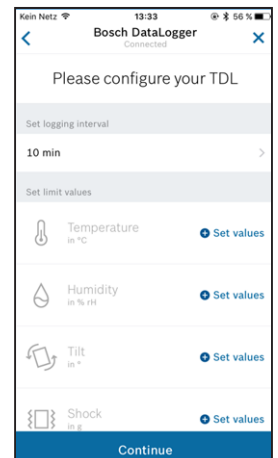 Kein Netz 13:33 56 %
Bosch DataLogger
Connected
Please configure your TDL
Set logging interval
10 min
Set limit values
Temperature
in °C
Set values
Humidity
in % rH
Set values
Tilt
in °
Set values
Shock
in g
Set values
Continue